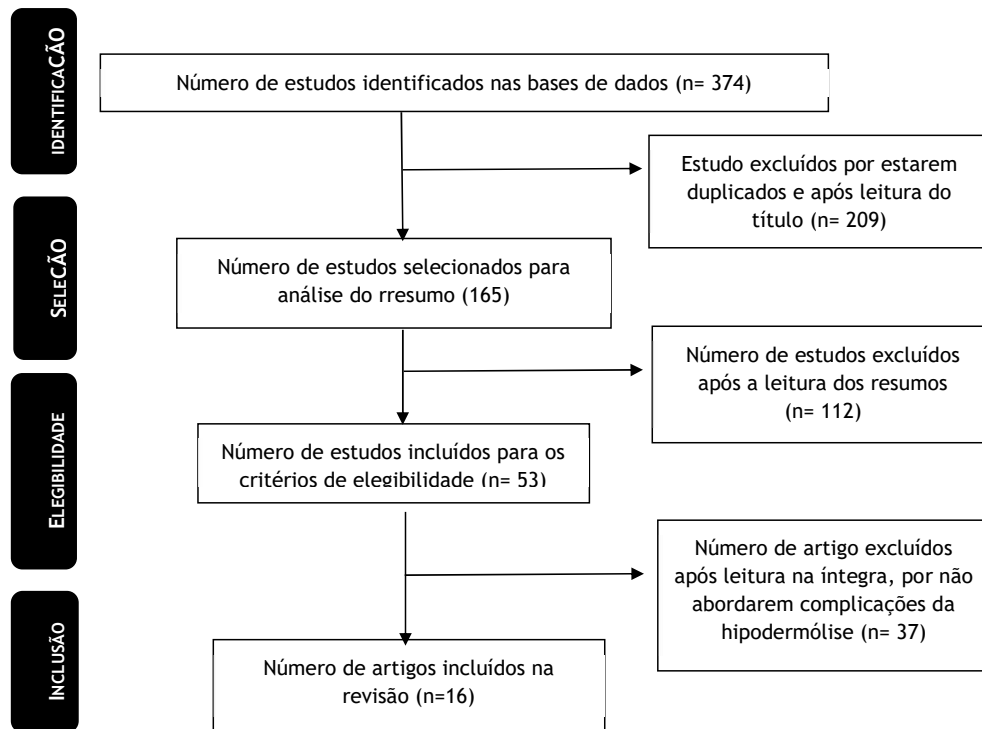 IDENTIFICAÇÃO
Número de estudos identificados nas bases de dados (n= 374)
Estudo excluídos por estarem
duplicados e após leitura do
título (n= 209)
SELEÇÃO
Número de estudos selecionados para
análise do rresumo (165)
Número de estudos excluídos
após a leitura dos resumos
(n= 112)
ELEGIBILIDADE
Número de estudos incluídos para os
critérios de elegibilidade (n= 53)
Número de artigo excluídos
após leitura na íntegra, por não
abordarem complicações da
hipodermólise (n= 37)
INCLUSÃO
Número de artigos incluídos na
revisão (n=16)